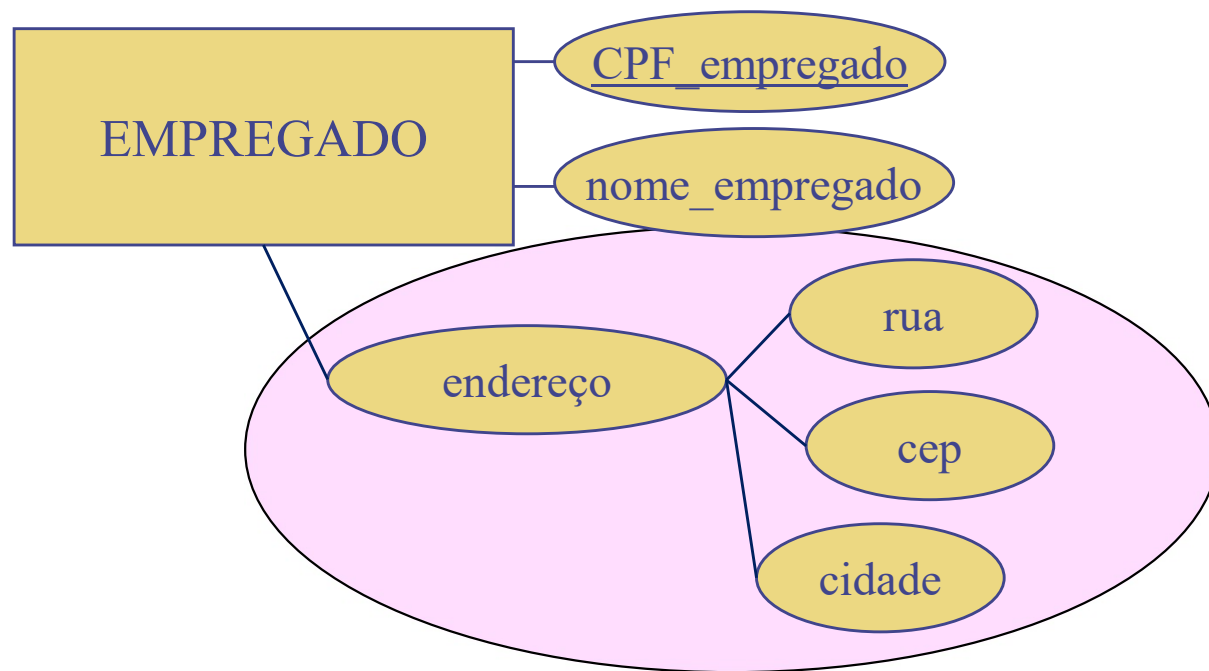 CPF_empregado
EMPREGADO
nome_empregado
rua
endereço
cep
cidade